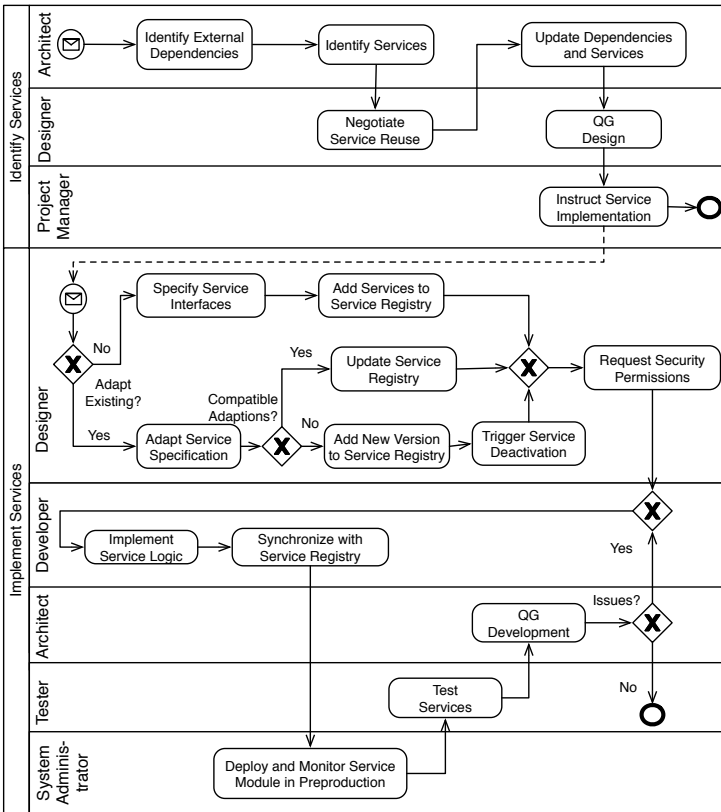 Identify Services
Architect
Identify External
Dependencies
Identify Services
Update Dependencies
and Services
Designer
Negotiate
Service Reuse
QG
Design
Project
Manager
Instruct Service
Implementation
Implement Services
Designer
Specify Service
Interfaces
Add Services to
Service Registry
X
No
Adapt
Existing?
Yes
Adapt Service
Specification
Compatible
Adaptions?
X
Yes
Update Service
Registry
No
Add New Version
to Service Registry
Trigger Service
Deactivation
X
Request Security
Permissions
Developer
X
Implement
Service Logic
Synchronize with
Service Registry
Yes
Architect
QG
Development
Issues?
X
No
Tester
Test
Services
System
Adminis-
trator
Deploy and Monitor Service
Module in Preproduction